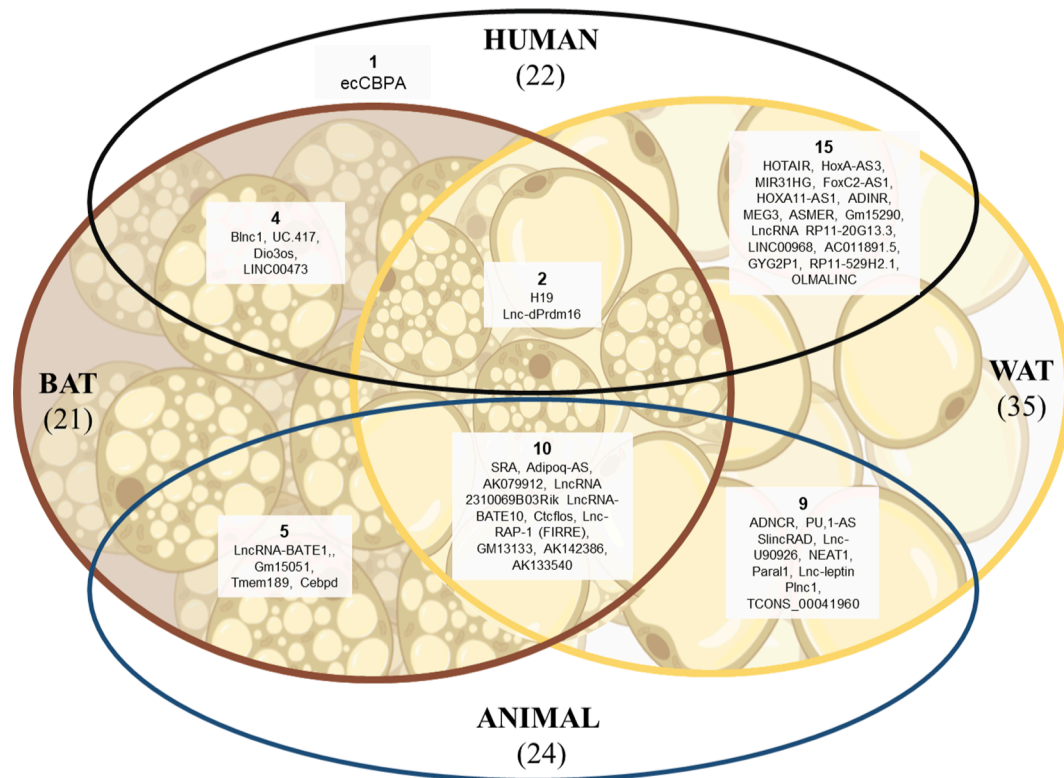 HUMAN
(22)
1
ecCBPA
15
HOTAIR, HoxA-AS3,
MIR31HG, FoxC2-AS1,
HOXA11-AS1, ADINR,
MEG3, ASMER, Gm15290,
LncRNA RP11-20G13.3,
LINC00968, AC011891.5,
GYG2P1, RP11-529H2.1,
OLMALINC
4
Blnc1, UC.417,
Dio3os,
LINC00473
2
H19
Lnc-dPrdm16
BAT
(21)
WAT
(35)
10
SRA, Adipoq-AS,
AK079912, LncRNA
2310069B03Rik LncRNA-
BATE10, Ctcflos, Lnc-
RAP-1 (FIRRE),
GM13133, AK142386,
AK133540
5
LncRNA-BATE1,,
Gm15051,
Tmem189, Cebpd
9
ADNCR, PU,1-AS
SlincRAD, Lnc-
U90926, NEAT1,
Paral1, Lnc-leptin
Plnc1,
TCONS_00041960
ANIMAL
(24)